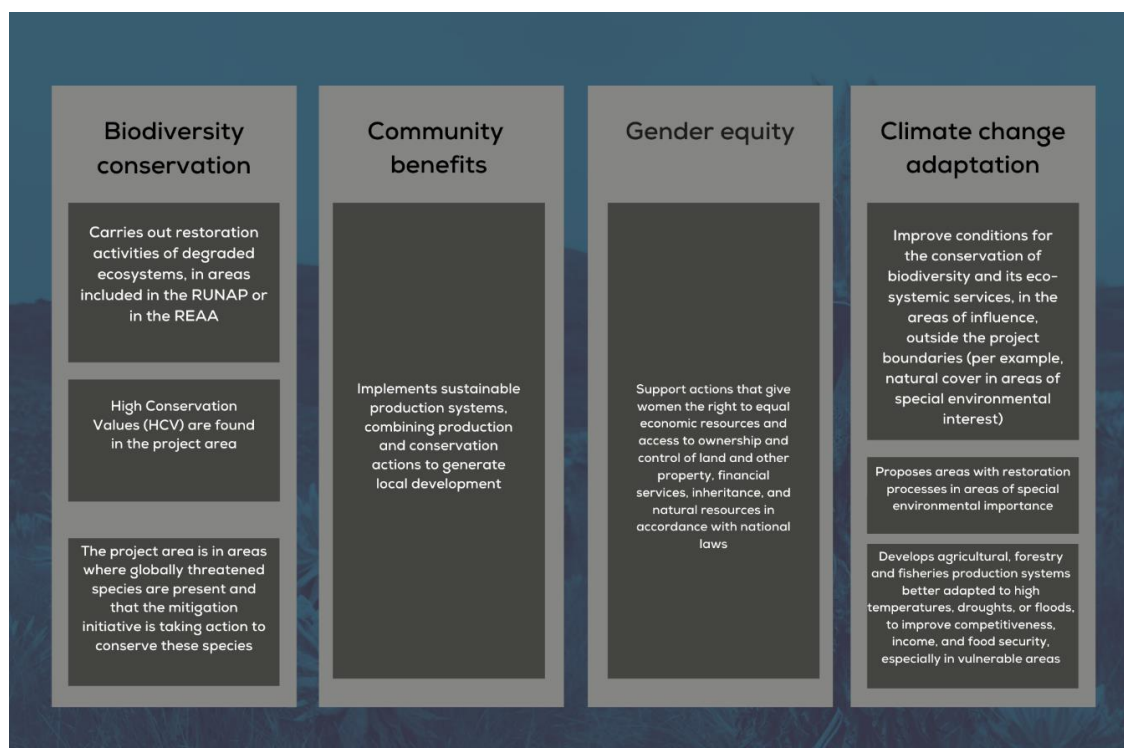 Biodiversity
conservation
Carries out restoration
activities of degraded
ecosystems, in areas
included in the RUNAP or
in the REAA
High Conservation
Values (HCV) are found
in the project area
The project area is in areas
where globally threatened
species are present and
that the mitigation
initiative is taking action to
conserve these species
Community
benefits
Implements sustainable
production systems,
combining production
and conservation
actions to generate
local development
Gender equity
Support actions that give
women the right to equal
economic resources and
access to ownership and
control of land and other
property, financial
services, inheritance, and
natural resources in
accordance with national
laws
Climate change
adaptation
Improve conditions for
the conservation of
biodiversity and its eco-
systemic services, in the
areas of influence,
outside the project
boundaries (per example,
natural cover in areas of
special environmental
interest)
Proposes areas with restoration
processes in areas of special
environmental importance
Develops agricultural, forestry
and fisheries production systems
better adapted to high
temperatures, droughts, or floods,
to improve competitiveness,
income, and food security,
especially in vulnerable areas